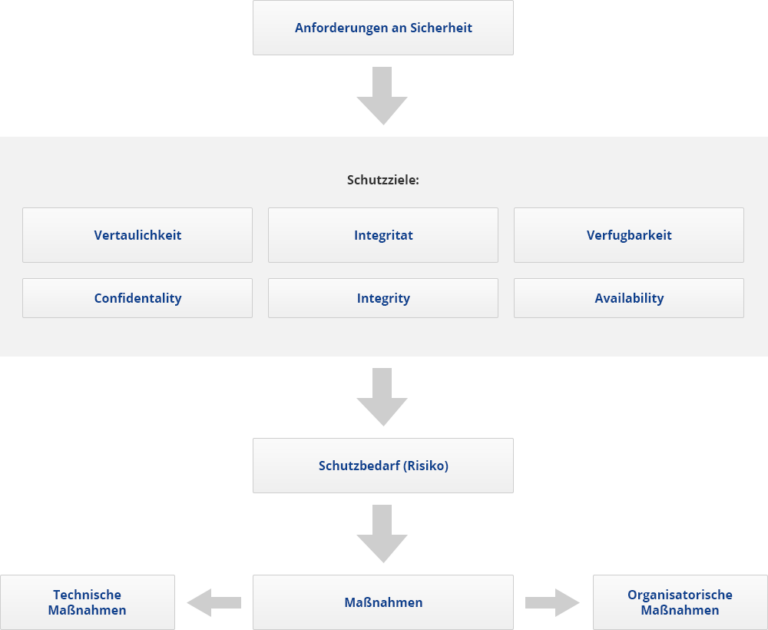 Anforderungen an Sicherheit
Schutzziele:
Vertaulichkeit
Integritat
Verfugbarkeit
Confidentality
Integrity
Availability
Schutzbedarf (Risiko)
Technische
Maßnahmen
Maßnahmen
Organisatorische
Maßnahmen